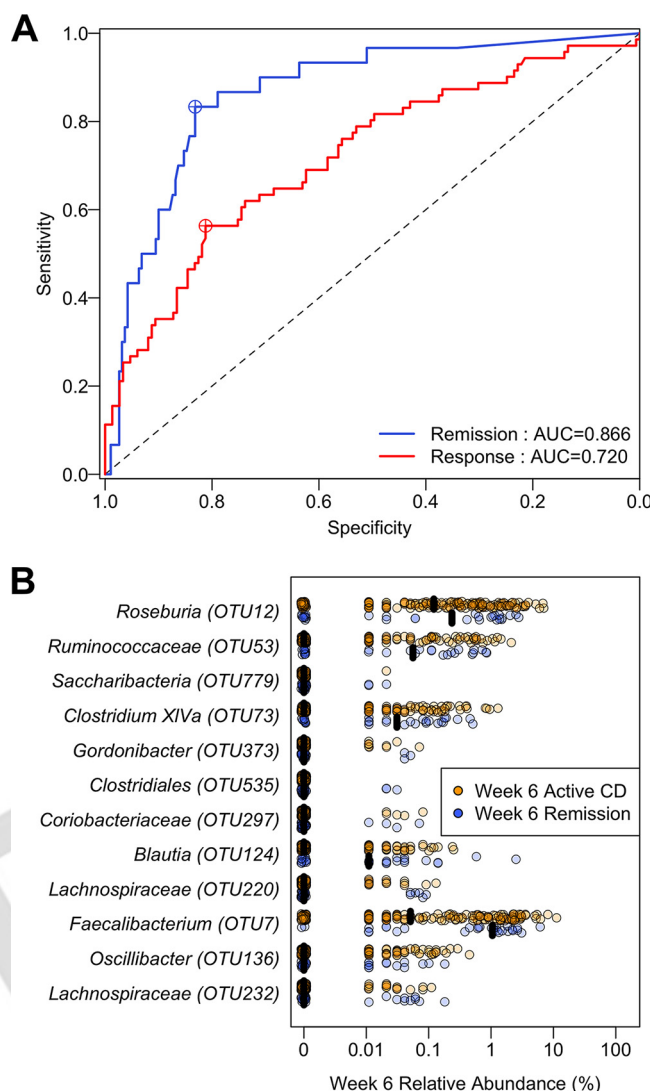 A
1.0
0.8
0.6
0.4
0.2
0.0
Sensitivity
Remission : AUC=0.866
Response : AUC=0.720
1.0 0.8 0.6 0.4 0.2 0.0
Specificity
B
Roseburia (OTU12)
Ruminococcaceae (OTU53)
Saccharibacteria (OTU779)
Clostridium XIVa (OTU73)
Gordonibacter (OTU373)
Clostridiales (OTU535)
Coriobacteriaceae (OTU297)
Blautia (OTU124)
Lachnospiraceae (OTU220)
Faecalibacterium (OTU7)
Oscillibacter (OTU136)
Lachnospiraceae (OTU232)
Week 6 Active CD
Week 6 Remission
0 0.01 0.1 1 10 100
Week 6 Relative Abundance (%)